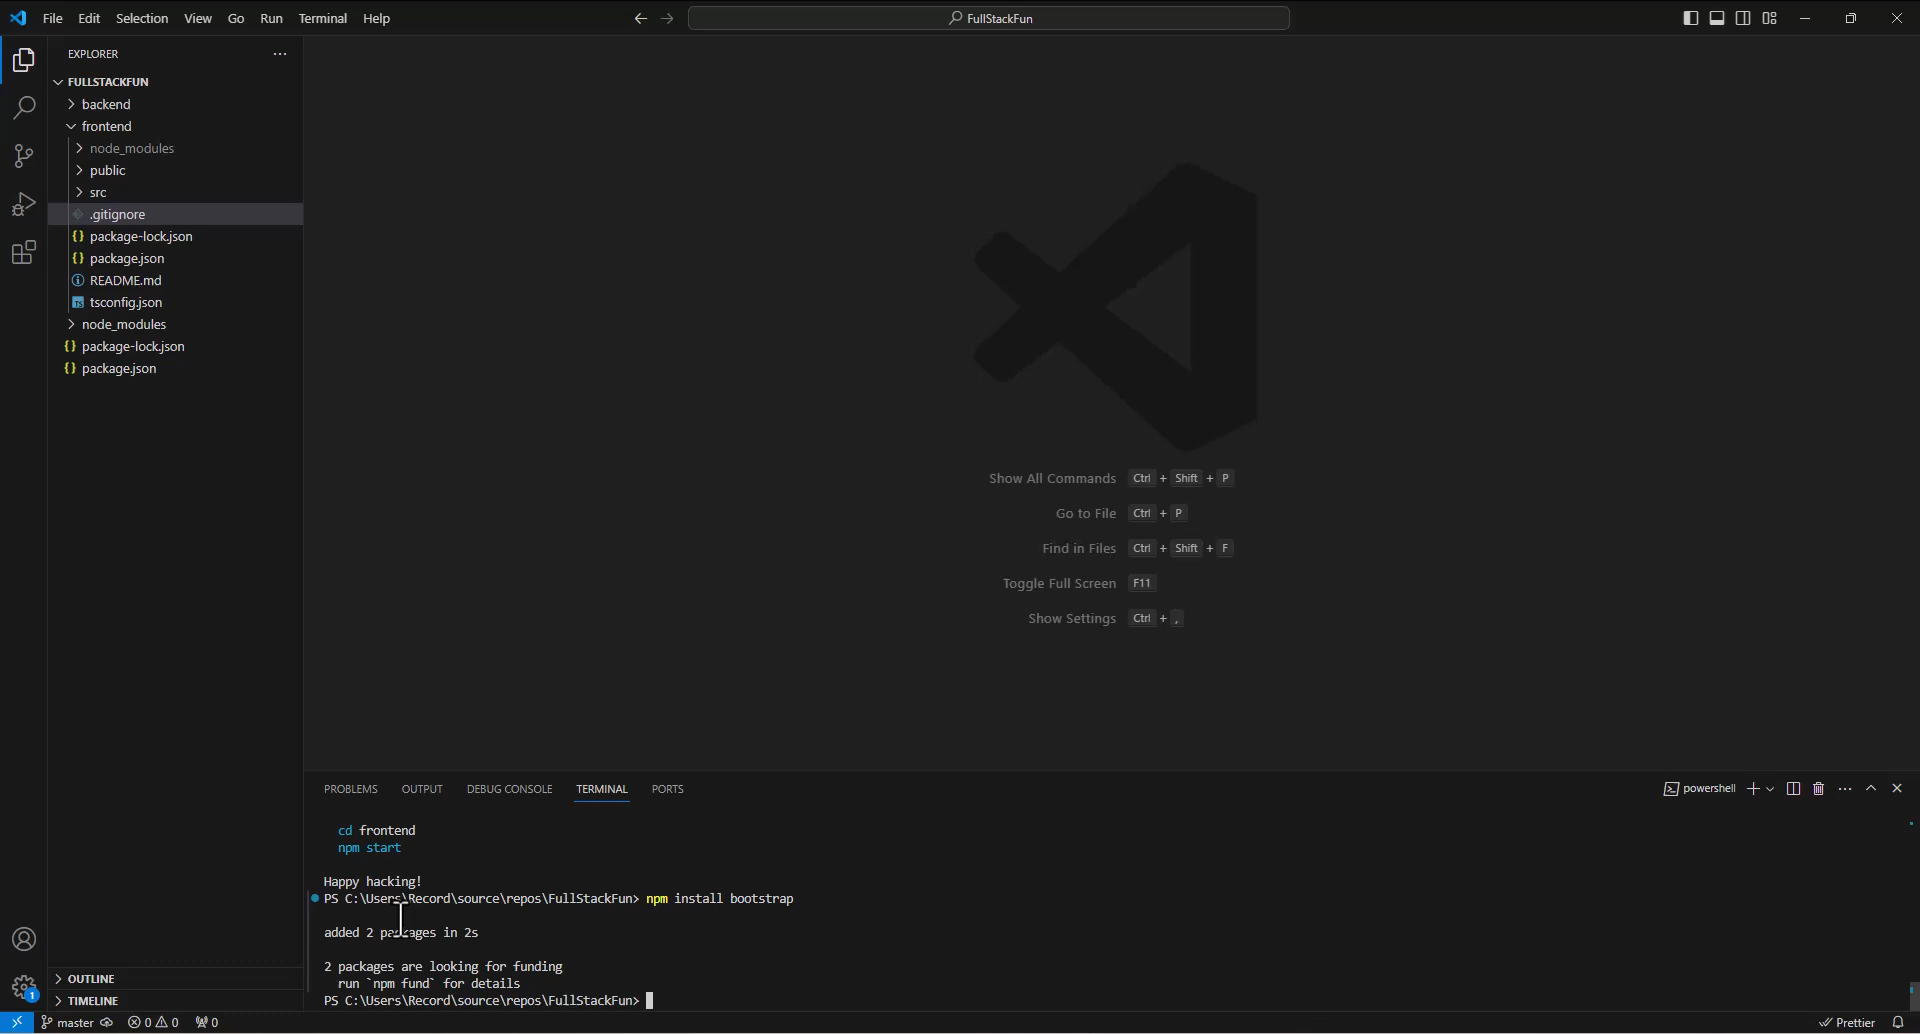 File Edit Selection View Go Run Terminal Help
FullStackFun
EXPLORER
FULLSTACKFUN
backend
frontend
node_modules
public
src
.gitignore
{} package-lock.json
{} package.json
README.md
TS tsconfig.json
node_modules
{} package-lock.json
{} package.json
OUTLINE
TIMELINE
Show All Commands Ctrl + Shift + P
Go to File Ctrl + P
Find in Files Ctrl + Shift + F
Toggle Full Screen F11
Show Settings Ctrl + ,
PROBLEMS OUTPUT DEBUG CONSOLE TERMINAL PORTS
powershell
cd frontend
npm start
Happy hacking!
PS C:\Users\Record\source\repos\FullStackFun> npm install bootstrap
added 2 packages in 2s
2 packages are looking for funding
run `npm fund` for details
PS C:\Users\Record\source\repos\FullStackFun>
1
master 0 0 0 Prettier